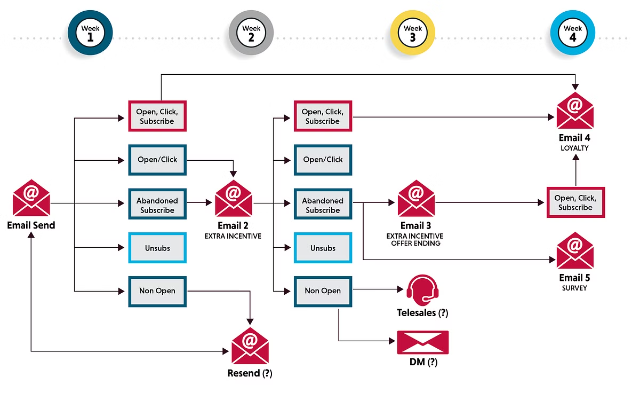 Week
1
Week
2
Week
3
Week
4
Open, Click,
Subscribe
Open/Click
Abandoned
Subscribe
Unsubs
Non Open
@
Email Send
@
Email 2
EXTRA INCENTIVE
@
Resend (?)
Open, Click,
Subscribe
Open/Click
Abandoned
Subscribe
Unsubs
Non Open
@
Email 3
EXTRA INCENTIVE
OFFER ENDING
Telesales (?)
DM (?)
@
Email 4
LOYALTY
Open, Click,
Subscribe
@
Email 5
SURVEY